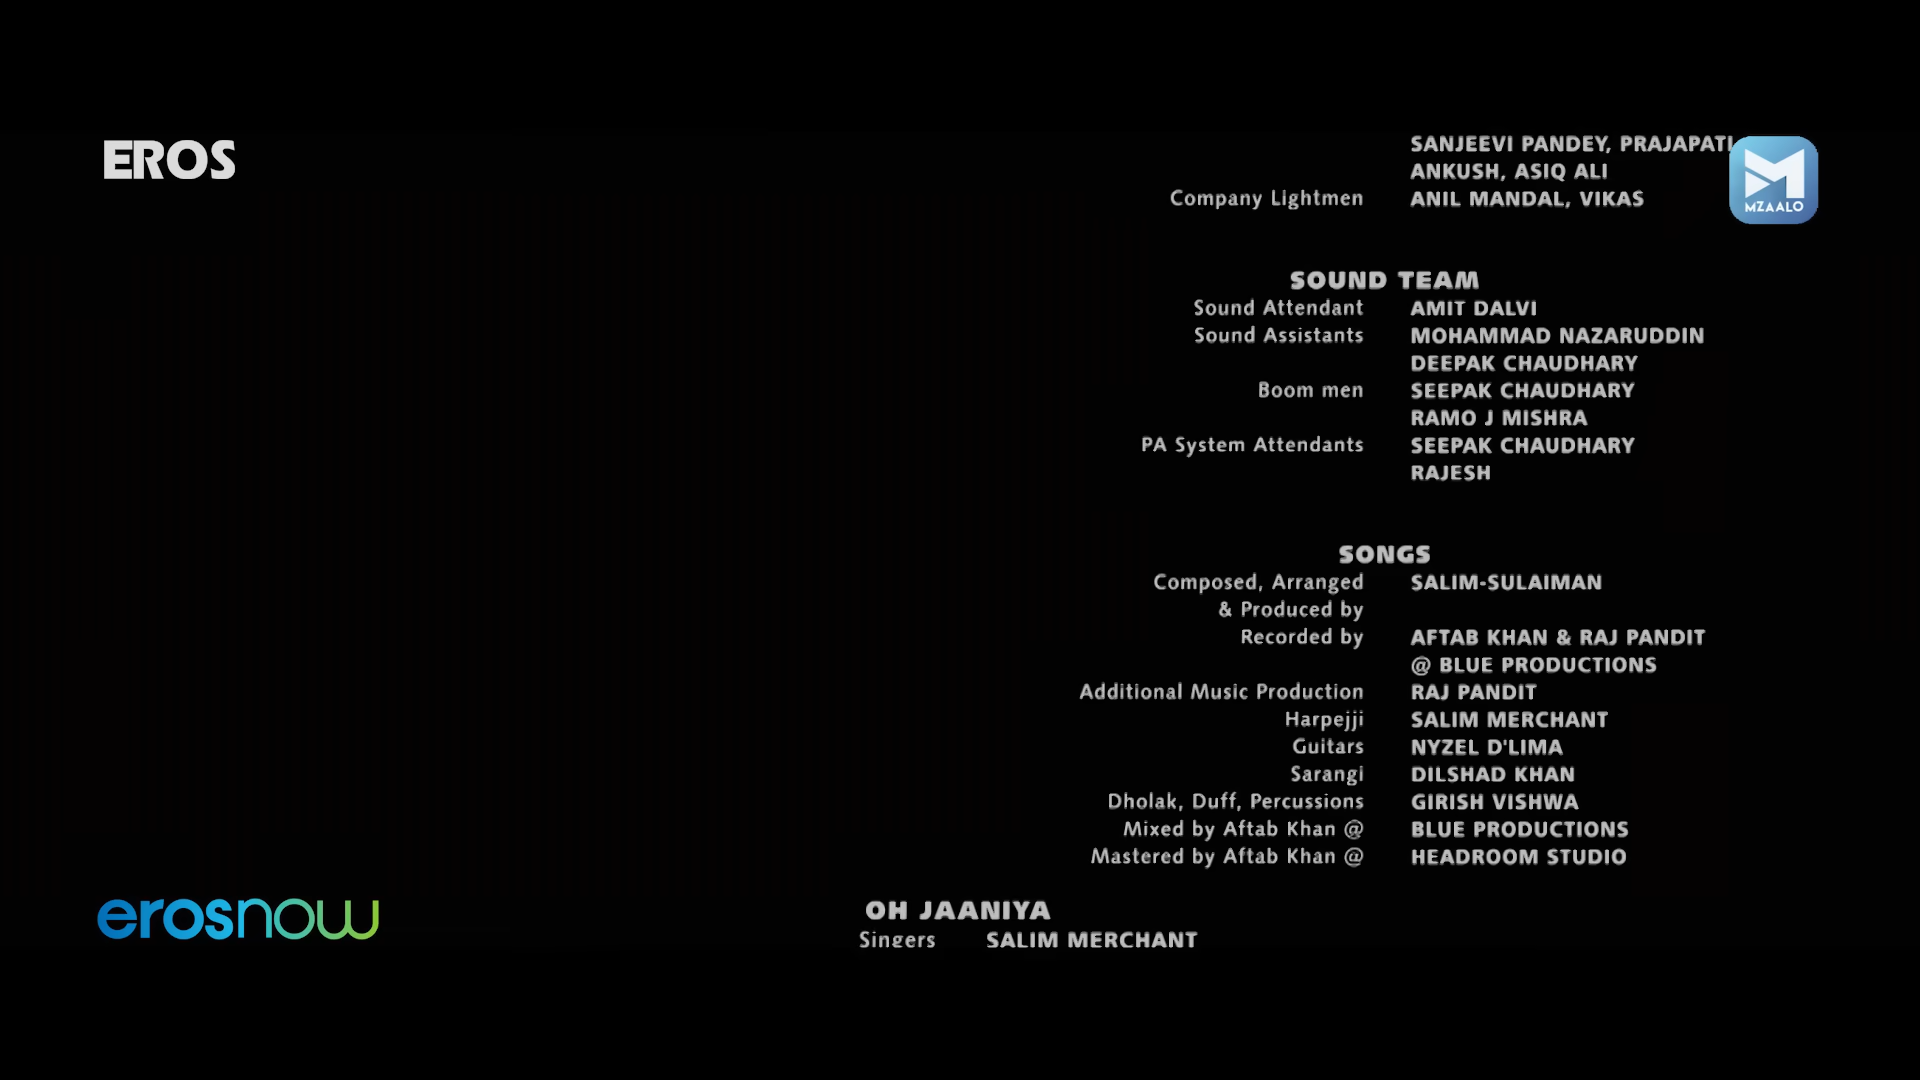 EROS
SANJEEVI PANDEY, PRAJAPATI
ANKUSH, ASIQ ALI
Company Lightmen ANIL MANDAL, VIKAS
MZAALO
SOUND TEAM
Sound Attendant AMIT DALVI
Sound Assistants MOHAMMAD NAZARUDDIN
DEEPAK CHAUDHARY
Boom men SEEPAK CHAUDHARY
RAMO J MISHRA
PA System Attendants SEEPAK CHAUDHARY
RAJESH
SONGS
Composed, Arranged SALIM-SULAIMAN
& Produced by
Recorded by AFTAB KHAN & RAJ PANDIT
@ BLUE PRODUCTIONS
Additional Music Production RAJ PANDIT
Harpejji SALIM MERCHANT
Guitars NYZEL D'LIMA
Sarangi DILSHAD KHAN
Dholak, Duff, Percussions GIRISH VISHWA
Mixed by Aftab Khan @ BLUE PRODUCTIONS
Mastered by Aftab Khan @ HEADROOM STUDIO
OH JAANIYA
Singers SALIM MERCHANT
erosnow